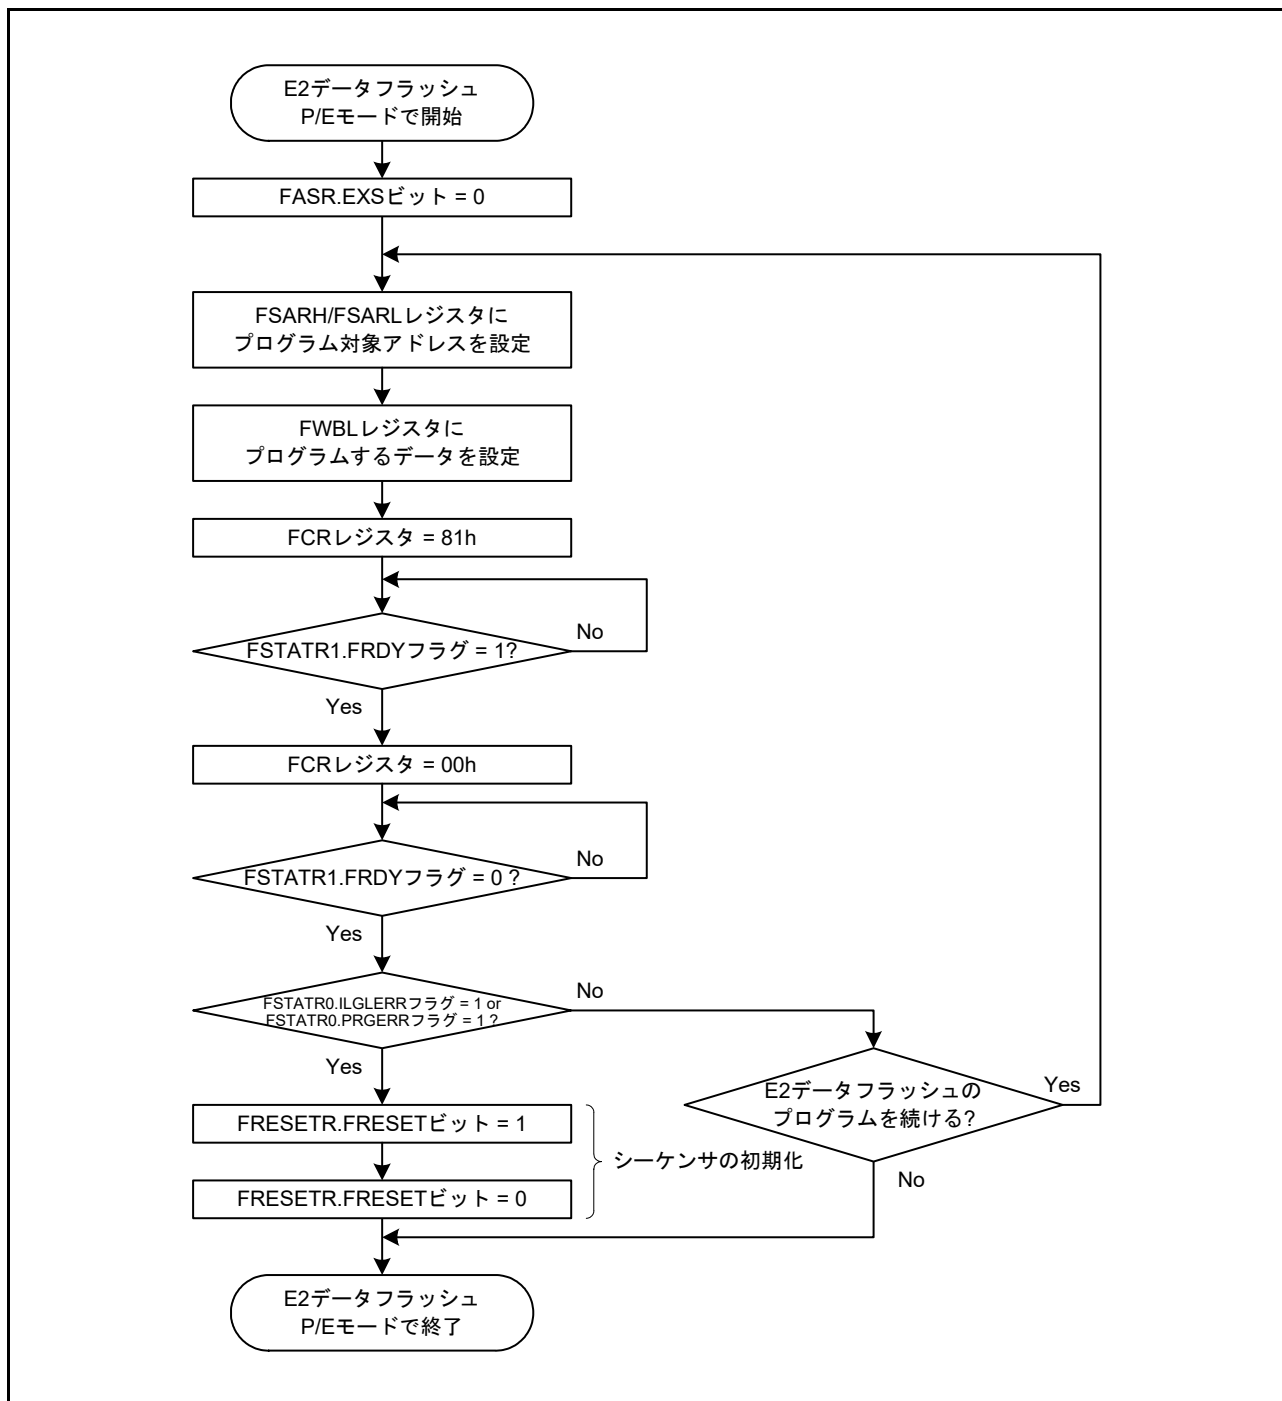 E2データフラッシュ
P/Eモードで開始
FASR.EXSビット = 0
FSARH/FSARLレジスタに
プログラム対象アドレスを設定
FWBLレジスタに
プログラムするデータを設定
FCRレジスタ = 81h
FSTATR1.FRDYフラグ = 1?
No
Yes
FCRレジスタ = 00h
FSTATR1.FRDYフラグ = 0 ?
No
Yes
FSTATR0.ILGLERRフラグ = 1 or
FSTATR0.PRGERRフラグ = 1 ?
No
Yes
E2データフラッシュの
プログラムを続ける?
Yes
No
FRESETR.FRESETビット = 1
FRESETR.FRESETビット = 0
シーケンサの初期化
E2データフラッシュ
P/Eモードで終了